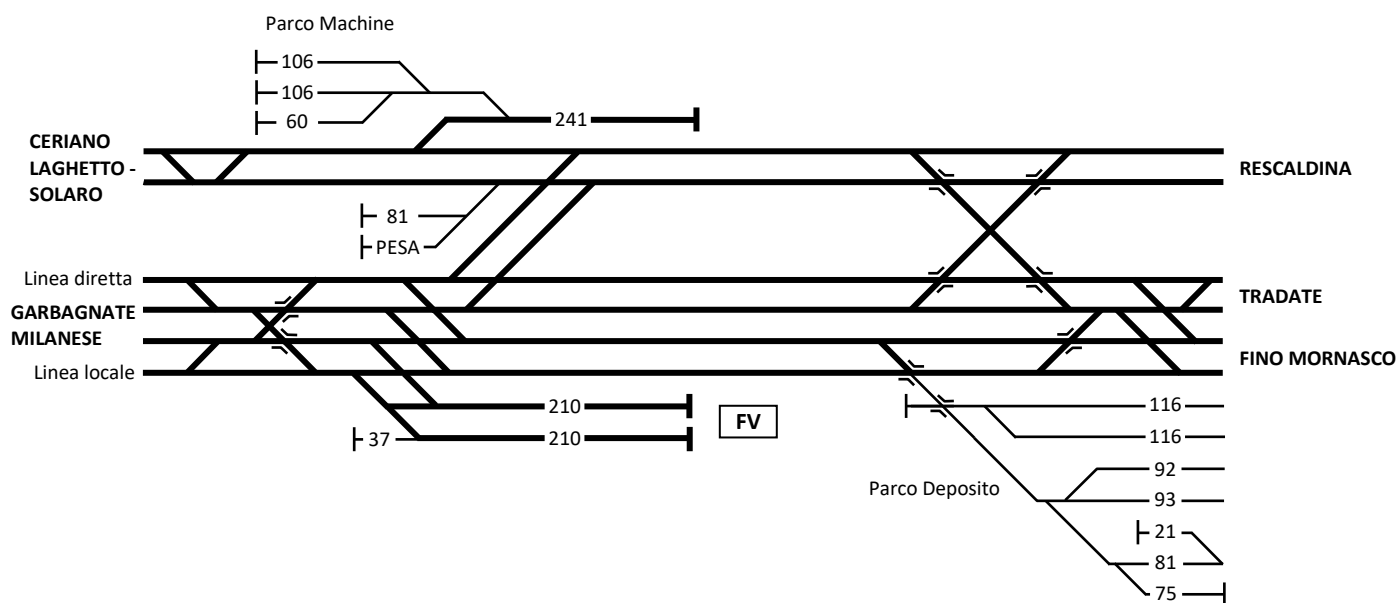 Parco Machine
106
106
60
241
CERIANO
LAGHETTO -
SOLARO
RESCALDINA
81
PESA
Linea diretta
TRADATE
GARBAGNATE
MILANESE
FINO MORNASCO
Linea locale
210
116
FV
37
210
116
92
Parco Deposito
93
21
81
75